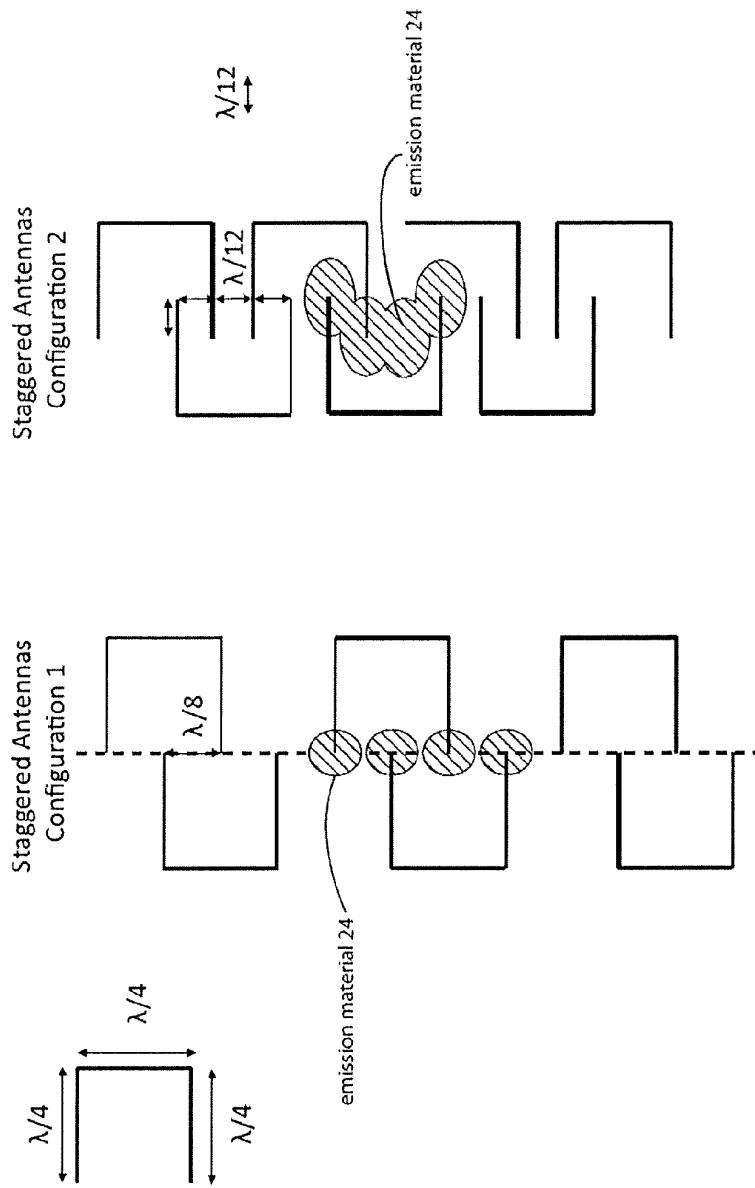 λ/4
λ/4
λ/4
Staggered Antennas
Configuration 1
λ/8
emission material 24
Staggered Antennas
Configuration 2
λ/12
λ/12
emission material 24